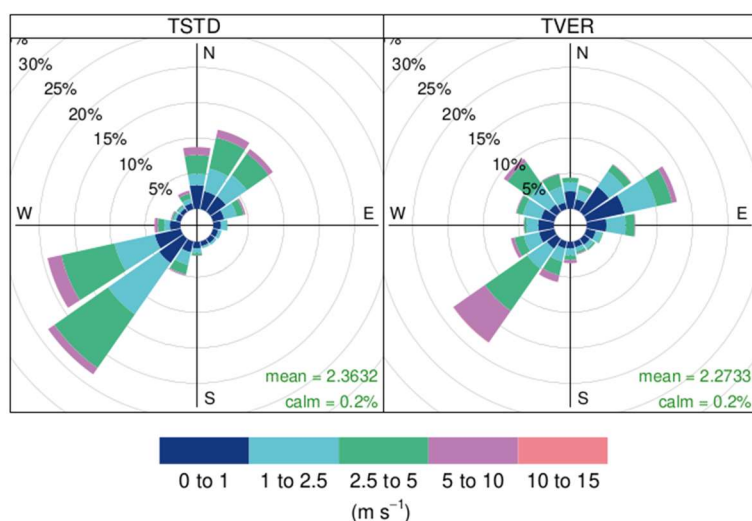 TSTD
TVER
%
30%
25%
20%
15%
10%
5%
N
W
E
S
mean = 2.3632
calm = 0.2%
%
30%
25%
20%
15%
10%
5%
N
W
E
S
mean = 2.2733
calm = 0.2%
0 to 1
1 to 2.5
2.5 to 5
5 to 10
10 to 15
(m s⁻¹)